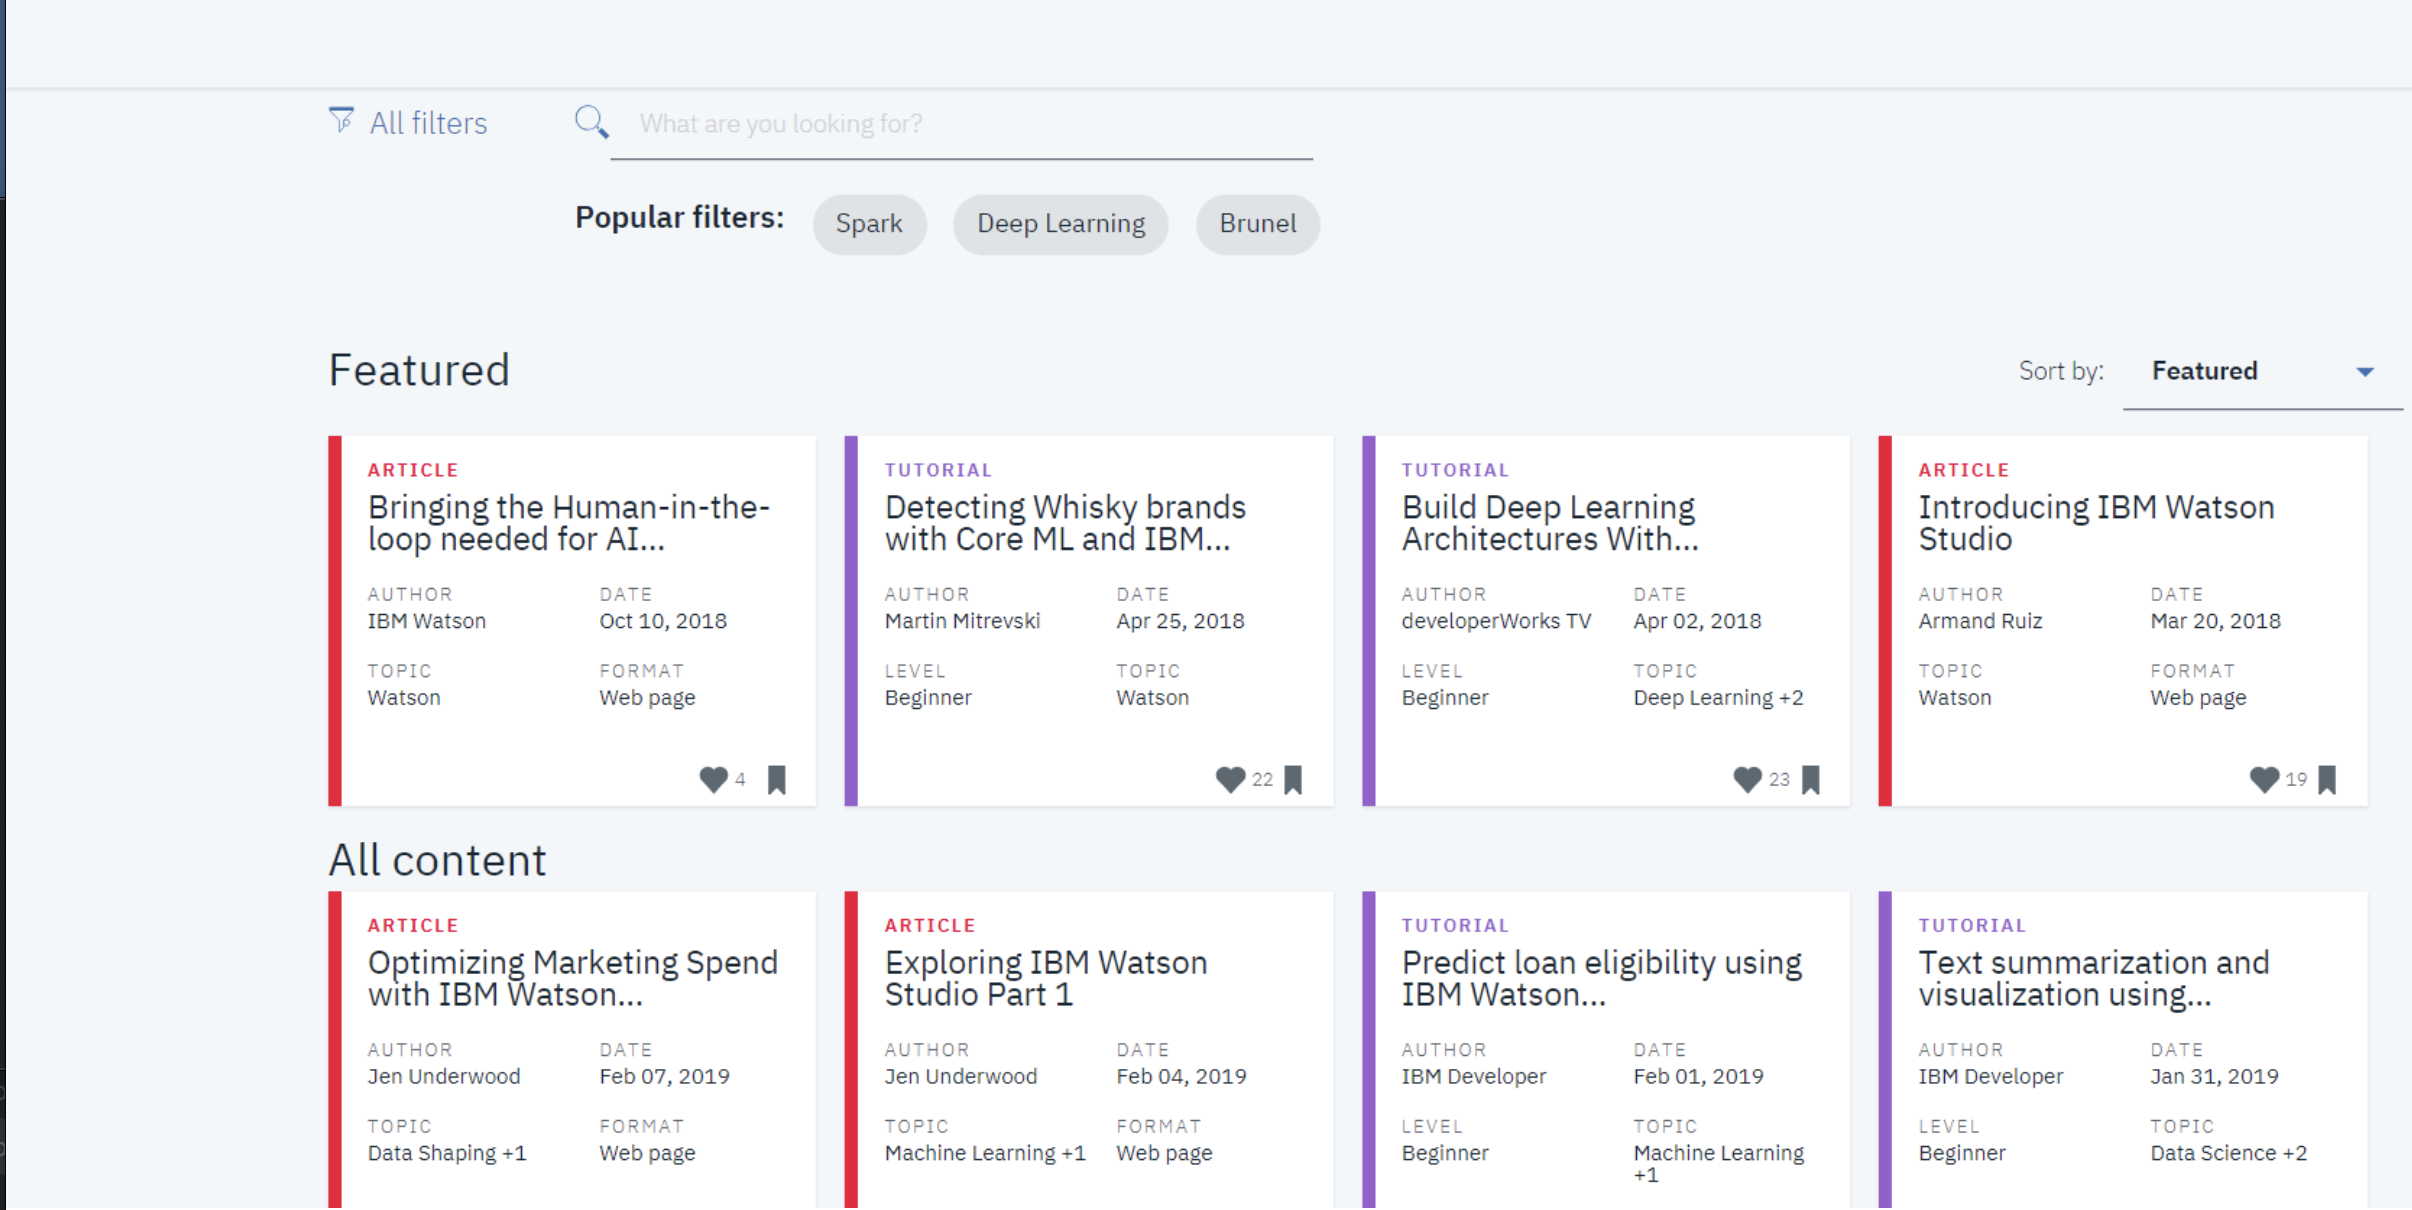 All filters
What are you looking for?
Popular filters: Spark Deep Learning Brunel
Featured
Sort by: Featured
ARTICLE
Bringing the Human-in-the-
loop needed for AI...
AUTHOR DATE
IBM Watson Oct 10, 2018
TOPIC FORMAT
Watson Web page
4
TUTORIAL
Detecting Whisky brands
with Core ML and IBM...
AUTHOR DATE
Martin Mitrevski Apr 25, 2018
LEVEL TOPIC
Beginner Watson
22
TUTORIAL
Build Deep Learning
Architectures With...
AUTHOR DATE
developerWorks TV Apr 02, 2018
LEVEL TOPIC
Beginner Deep Learning +2
23
ARTICLE
Introducing IBM Watson
Studio
AUTHOR DATE
Armand Ruiz Mar 20, 2018
TOPIC FORMAT
Watson Web page
19
All content
ARTICLE
Optimizing Marketing Spend
with IBM Watson...
AUTHOR DATE
Jen Underwood Feb 07, 2019
TOPIC FORMAT
Data Shaping +1 Web page
ARTICLE
Exploring IBM Watson
Studio Part 1
AUTHOR DATE
Jen Underwood Feb 04, 2019
TOPIC FORMAT
Machine Learning +1 Web page
TUTORIAL
Predict loan eligibility using
IBM Watson...
AUTHOR DATE
IBM Developer Feb 01, 2019
LEVEL TOPIC
Beginner Machine Learning
+1
TUTORIAL
Text summarization and
visualization using...
AUTHOR DATE
IBM Developer Jan 31, 2019
LEVEL TOPIC
Beginner Data Science +2